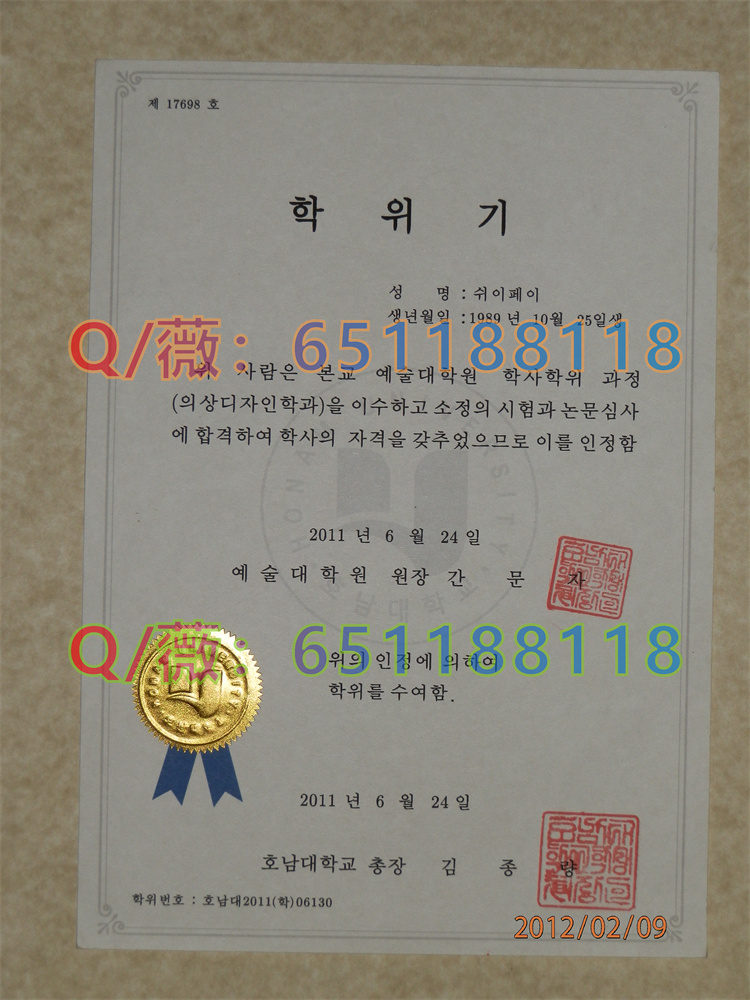 제 17698 호
학 위 기
성 명 : 쉬이페이
생년월일 : 1989 년 10월 25일생
Q/薇：651188118
위 사람은 본교 예술대학원 학사학위 과정
(의상디자인학과)을 이수하고 소정의 시험과 논문심사
에 합격하여 학사의 자격을 갖추었으므로 이를 인정함
2011 년 6 월 24 일
예술대학원 원장 간 문 자
Q/薇：651188118
위의 인정에 의하여
학위를 수여함.
2011 년 6 월 24 일
호남대학교 총장 김 종 량
학위번호 : 호남대2011(학)06130
2012/02/09